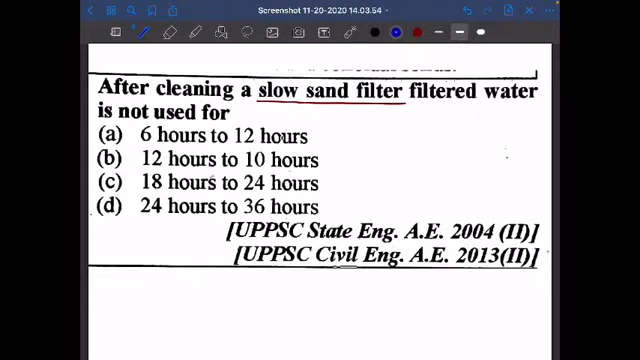 Screenshot 11-20-2020 14.03.54
After cleaning a slow sand filter filtered water
is not used for
(a) 6 hours to 12 hours
(b) 12 hours to 10 hours
(c) 18 hours to 24 hours
(d) 24 hours to 36 hours
[UPPSC State Eng. A.E. 2004 (II)]
[UPPSC Civil Eng. A.E. 2013(II)]